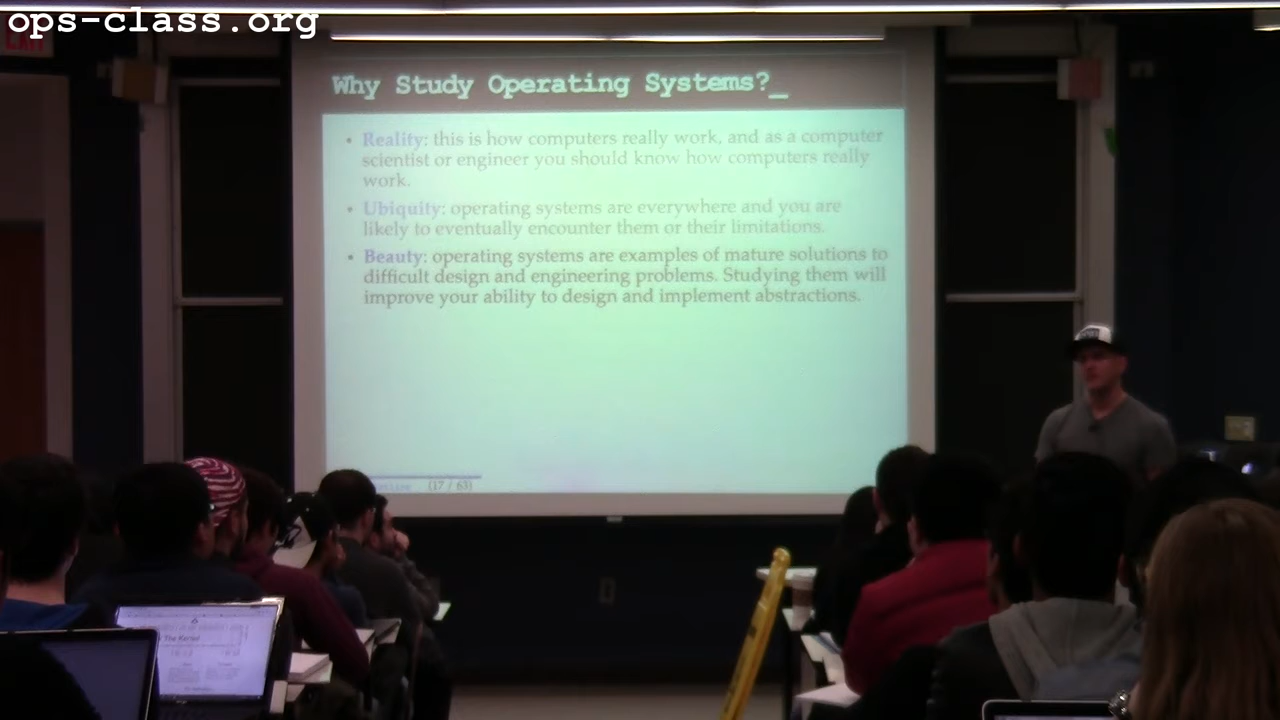 ops-class.org
EXIT
Why Study Operating Systems?_
• Reality: this is how computers really work, and as a computer
scientist or engineer you should know how computers really
work.
• Ubiquity: operating systems are everywhere and you are
likely to eventually encounter them or their limitations.
• Beauty: operating systems are examples of mature solutions to
difficult design and engineering problems. Studying them will
improve your ability to design and implement abstractions.
(17 / 63)
The Kernel